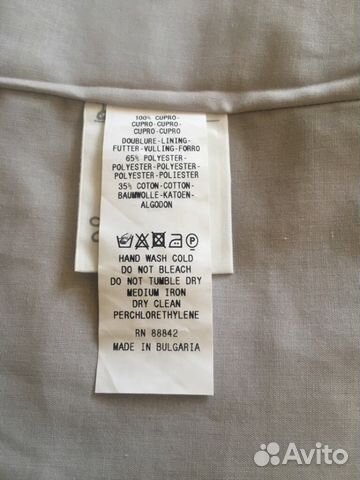 100% CUPRO-
CUPRO-CUPRO-CUPRO-
CUPRO-CUPRO
DOUBLURE-LINING-
FUTTER-VULLING-FORRO
65% POLYESTER-
POLYESTER-POLYESTER-
POLYESTER-POLIESTER
35% COTON-COTTON-
BAUMWOLLE-KATOEN-
ALGODON
P
HAND WASH COLD
DO NOT BLEACH
DO NOT TUMBLE DRY
MEDIUM IRON
DRY CLEAN
PERCHLORETHYLENE
RN 88842
MADE IN BULGARIA
Avito